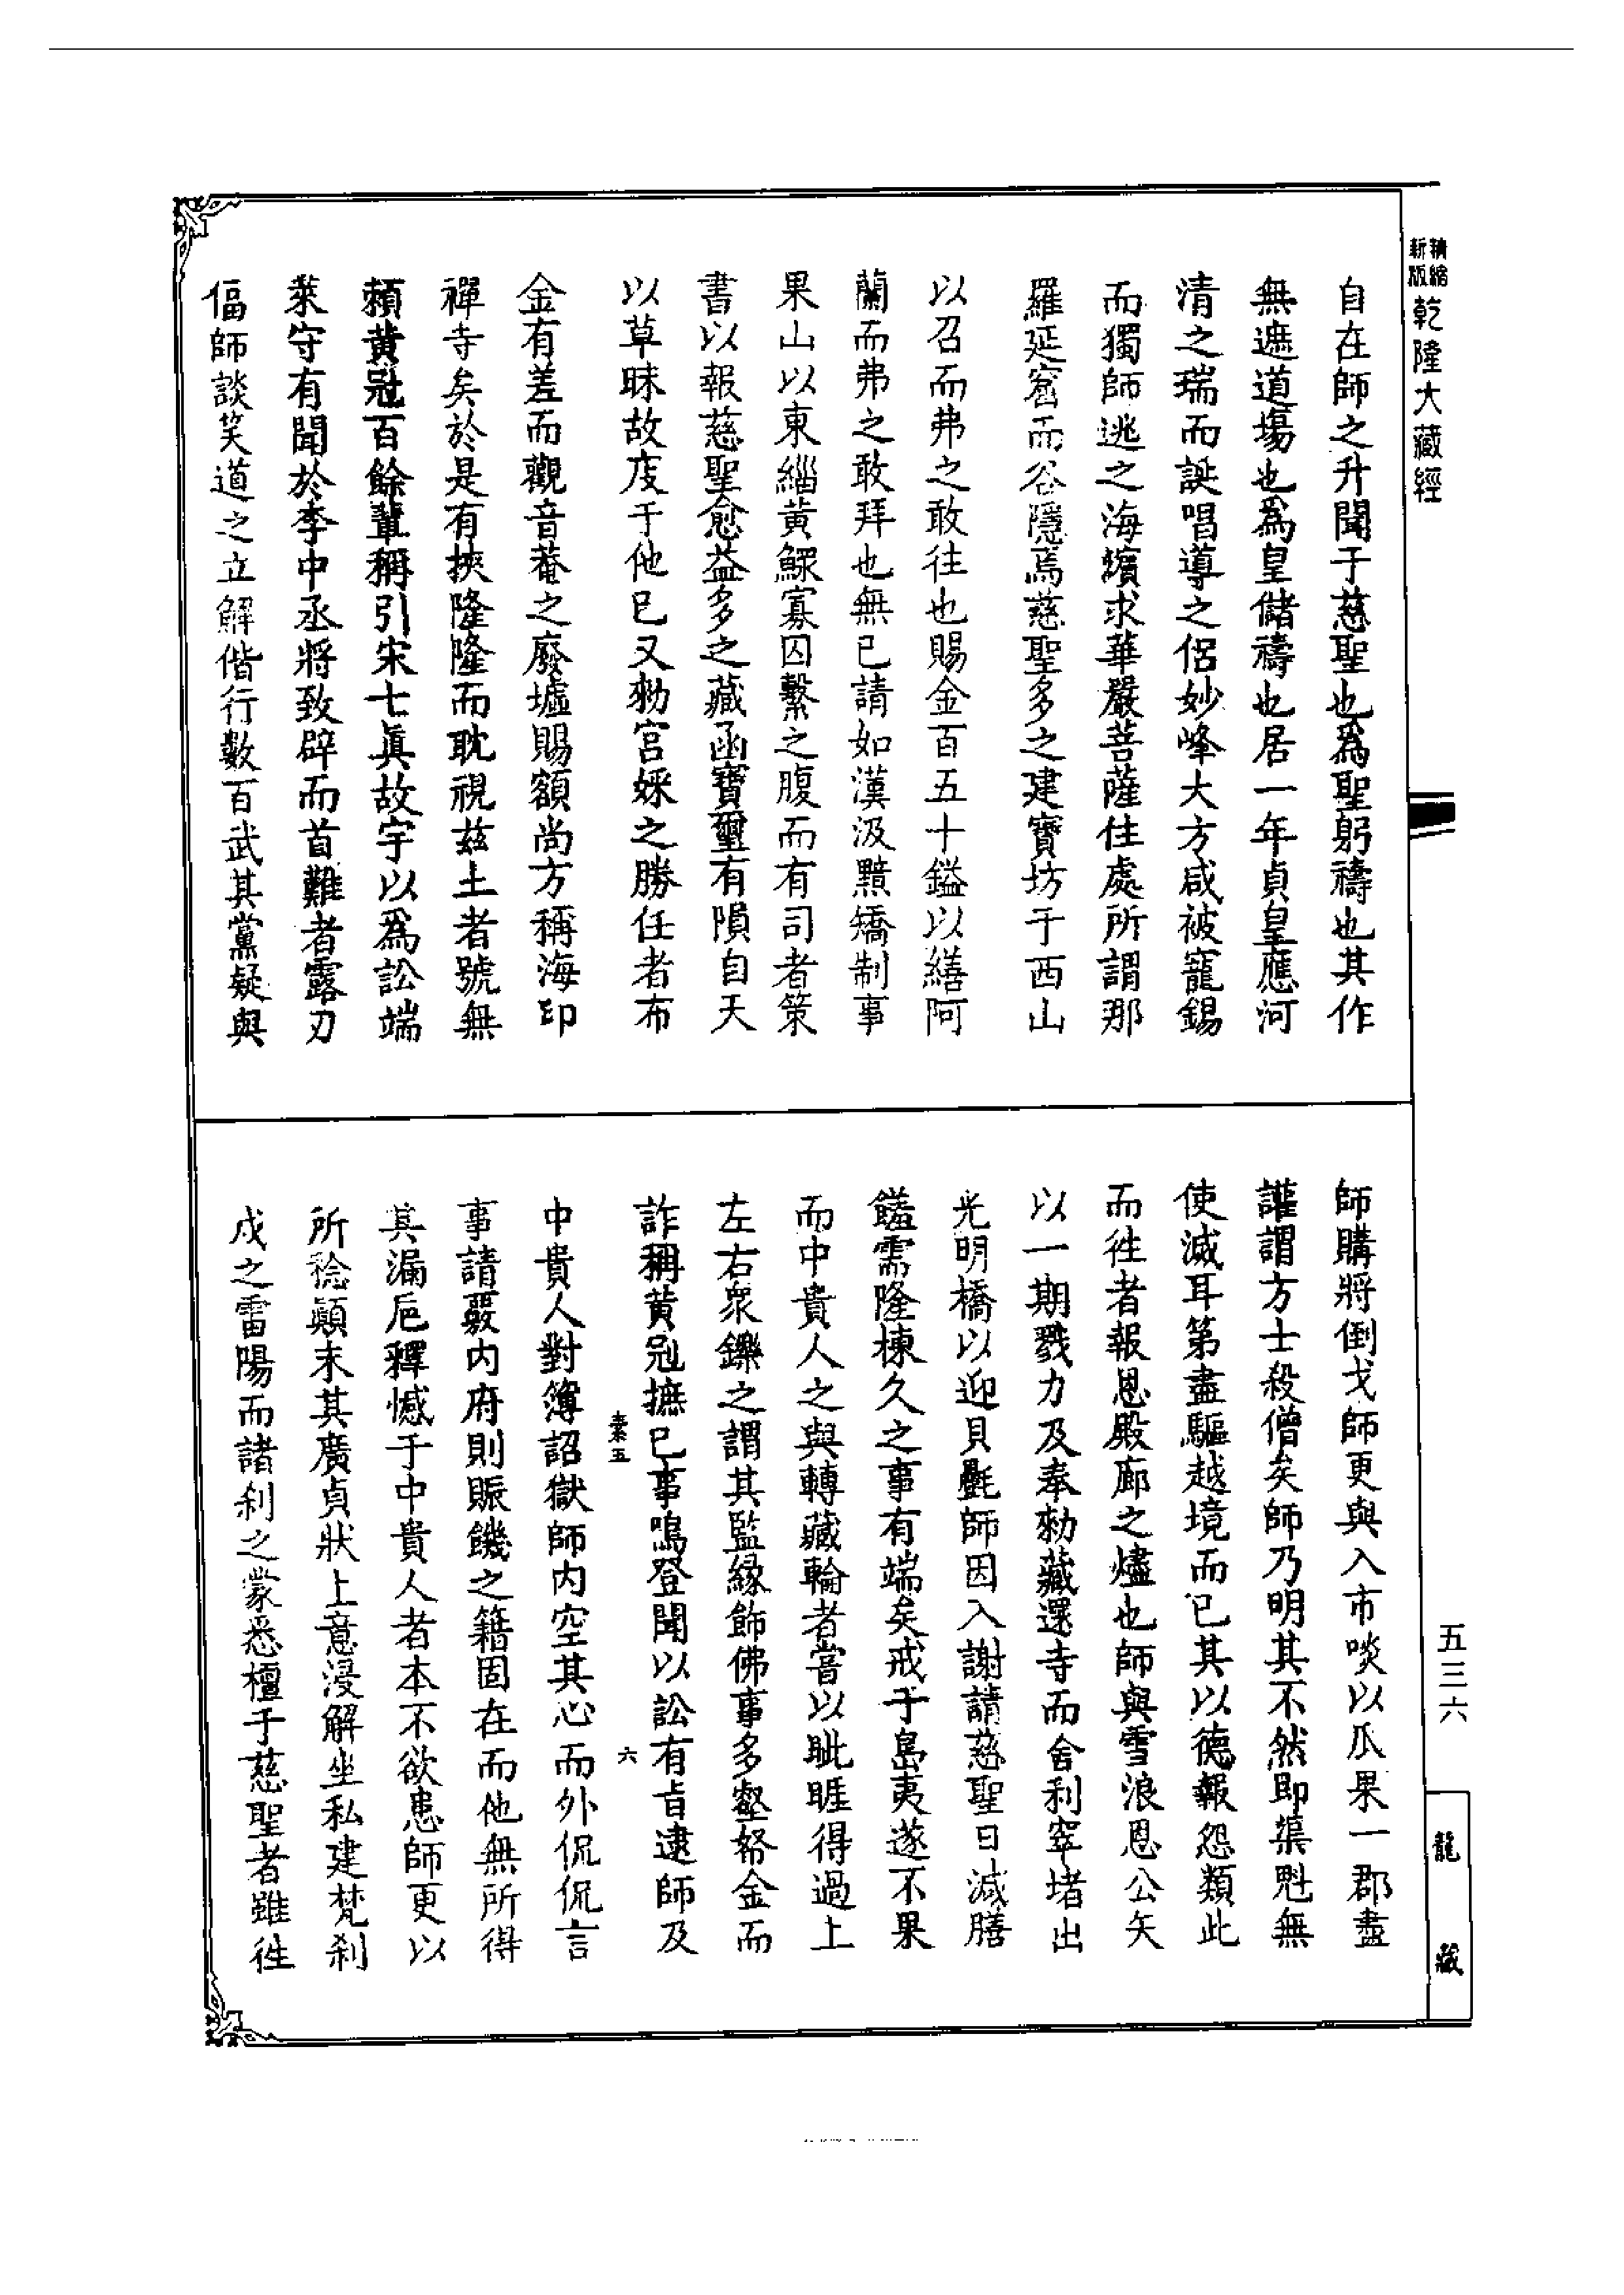 精縮新版乾隆大藏經
自在師之升聞于慈聖也爲聖躬禱也其作
無遮道場也爲皇儲禱也居一年貞皇應河
清之瑞而誕唱導之侣妙峰大方咸被寵錫
而獨師逃之海濵求華嚴菩薩住處所謂那
羅延窟而谷隱焉慈聖多之建寶坊于西山
以召而弗之敢往也賜金百五十鎰以繕阿
蘭而弗之敢拜也無已請如漢汲黯矯制事
果山以東緇黃鰥寡囚繫之腹而有司者策
書以報慈聖愈益多之藏函寶璽有隕自天
以草昧故庋于他已又勑宫婇之勝任者布
金有差而觀音菴之廢墟賜額尚方稱海印
禪寺矣於是有挾隆隆而耽視兹土者號無
賴黃冠百餘輩稱引宋七眞故宇以爲訟端
萊守有聞於李中丞將致辟而首難者露刃
偪師談笑道之立解偕行數百武其黨疑與
師購將倒戈師更與入市啖以瓜果一郡盡
讙謂方士殺僧矣師乃明其不然即渠魁無
使滅耳第盡驅越境而已其以德報怨類此
而徃者報恩殿廊之燼也師與雪浪恩公矢
以一期戮力及奉勑藏還寺而舍利窣堵出
光明橋以迎貝氎師因入謝請慈聖日減膳
饈需隆棟久之事有端矣戒于島夷遂不果
而中貴人之與轉藏輪者嘗以眦睚得過上
左右衆鑠之謂其監緣飾佛事多壑帑金而
詐稱黃冠摭已事鳴登聞以訟有旨逮師及
素五
六
中貴人對簿詔獄師内空其心而外侃侃言
事請覈内府則賑饑之籍固在而他無所得
其漏巵釋憾于中貴人者本不欲患師更以
所稔顛末其廣貞狀上意浸解坐私建梵刹
戍之雷陽而諸刹之蒙悉檀于慈聖者雖徃
五三六
龍藏